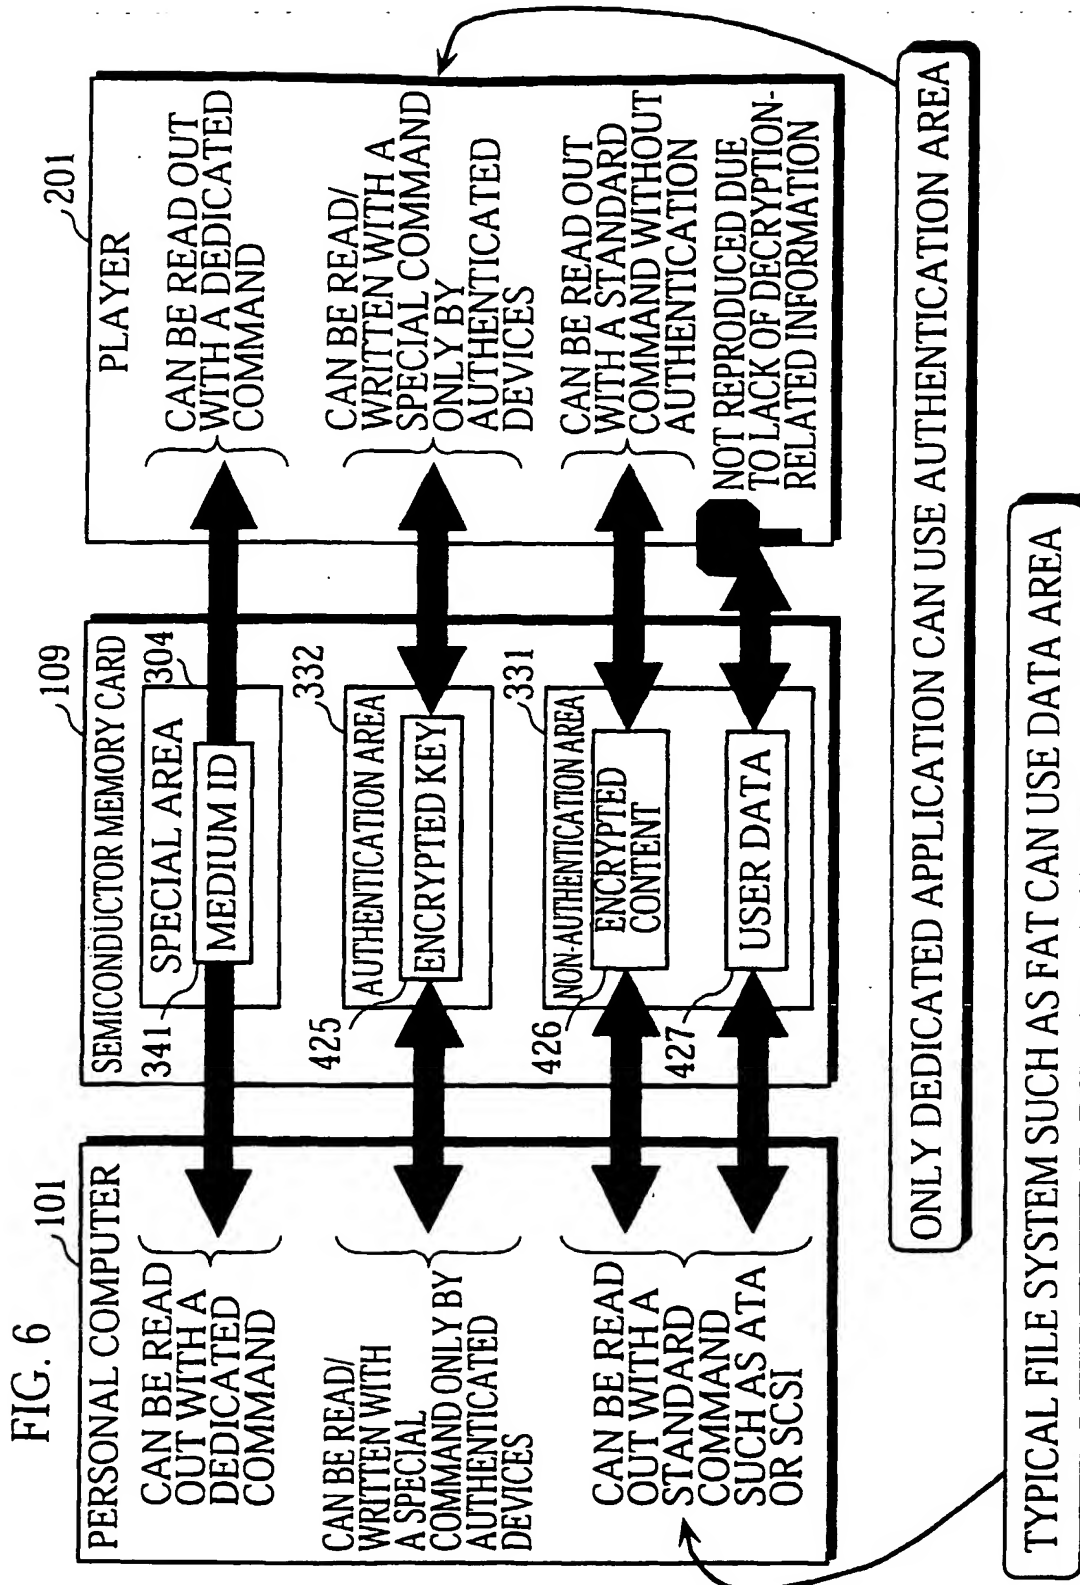 FIG. 6
PERSONAL COMPUTER
101
CAN BE READ
OUT WITH A
DEDICATED
COMMAND
CAN BE READ/
WRITTEN WITH
A SPECIAL
COMMAND ONLY BY
AUTHENTICATED
DEVICES
CAN BE READ
OUT WITH A
STANDARD
COMMAND
SUCH AS ATA
OR SCSI
SEMICONDUCTOR MEMORY CARD
109
SPECIAL AREA
304
341
MEDIUM ID
332
AUTHENTICATION AREA
425
ENCRYPTED KEY
331
NON-AUTHENTICATION AREA
426
ENCRYPTED
CONTENT
427
USER DATA
PLAYER
201
CAN BE READ OUT
WITH A DEDICATED
COMMAND
CAN BE READ/
WRITTEN WITH A
SPECIAL COMMAND
ONLY BY
AUTHENTICATED
DEVICES
CAN BE READ OUT
WITH A STANDARD
COMMAND WITHOUT
AUTHENTICATION
NOT REPRODUCED DUE
TO LACK OF DECRYPTION-
RELATED INFORMATION
ONLY DEDICATED APPLICATION CAN USE AUTHENTICATION AREA
TYPICAL FILE SYSTEM SUCH AS FAT CAN USE DATA AREA